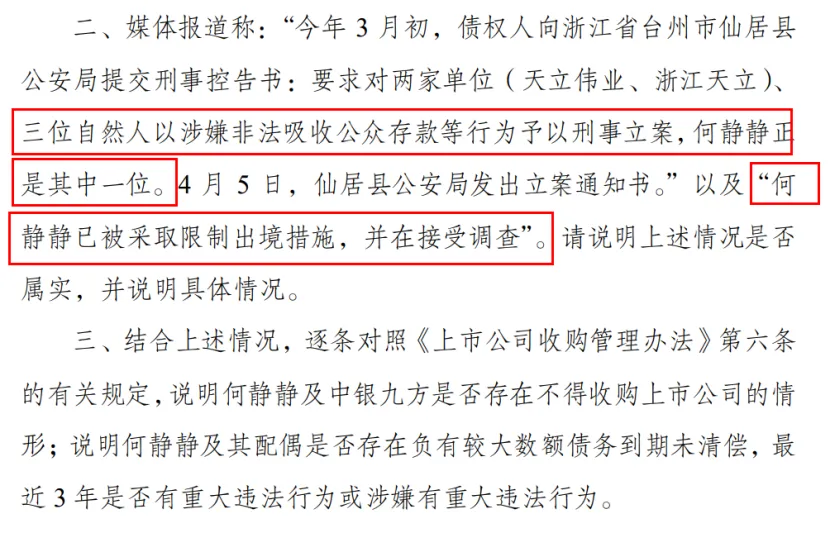 二、媒体报道称：“今年 3 月初，债权人向浙江省台州市仙居县
公安局提交刑事控告书：要求对两家单位（天立伟业、浙江天立）、
三位自然人以涉嫌非法吸收公众存款等行为予以刑事立案，何静静正
是其中一位。4 月 5 日，仙居县公安局发出立案通知书。”以及“何
静静已被采取限制出境措施，并在接受调查”。请说明上述情况是否
属实，并说明具体情况。
三、结合上述情况，逐条对照《上市公司收购管理办法》第六条
的有关规定，说明何静静及中银九方是否存在不得收购上市公司的情
形；说明何静静及其配偶是否存在负有较大数额债务到期未清偿，最
近 3 年是否有重大违法行为或涉嫌有重大违法行为。